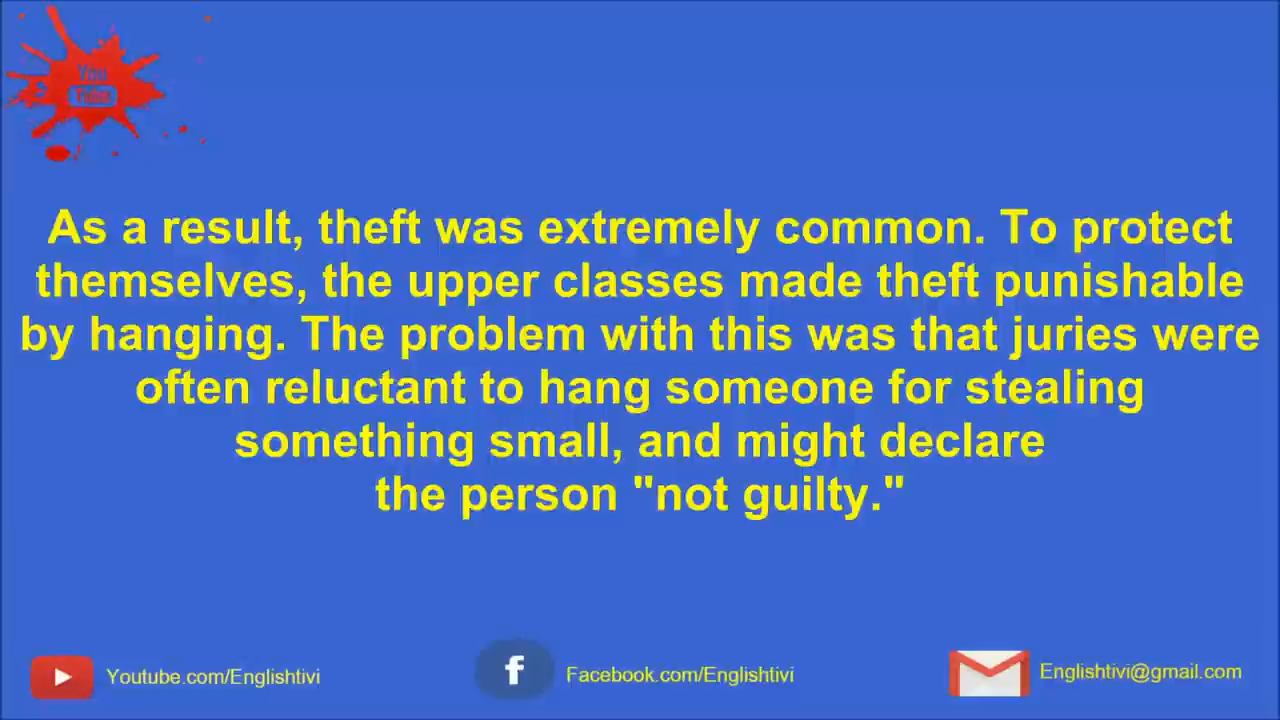 You
Tube
As a result, theft was extremely common. To protect
themselves, the upper classes made theft punishable
by hanging. The problem with this was that juries were
often reluctant to hang someone for stealing
something small, and might declare
the person "not guilty."
Youtube.com/Englishtivi
f
Facebook.com/Englishtivi
Englishtivi@gmail.com